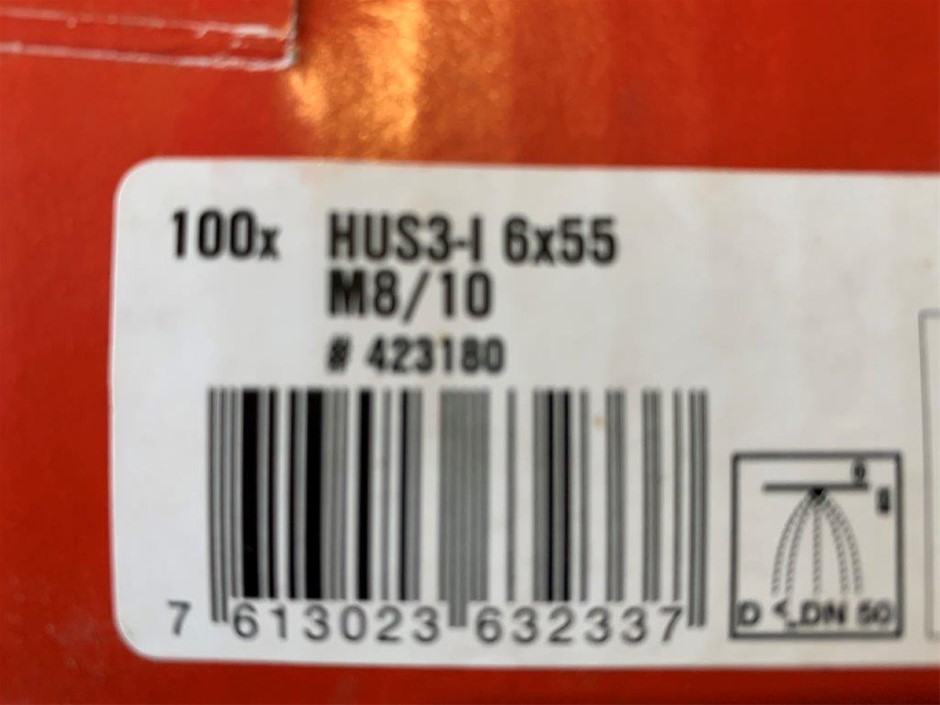 100x HUS3-I 6x55
M8/10
# 423180
7 613023 632337
D DN 50